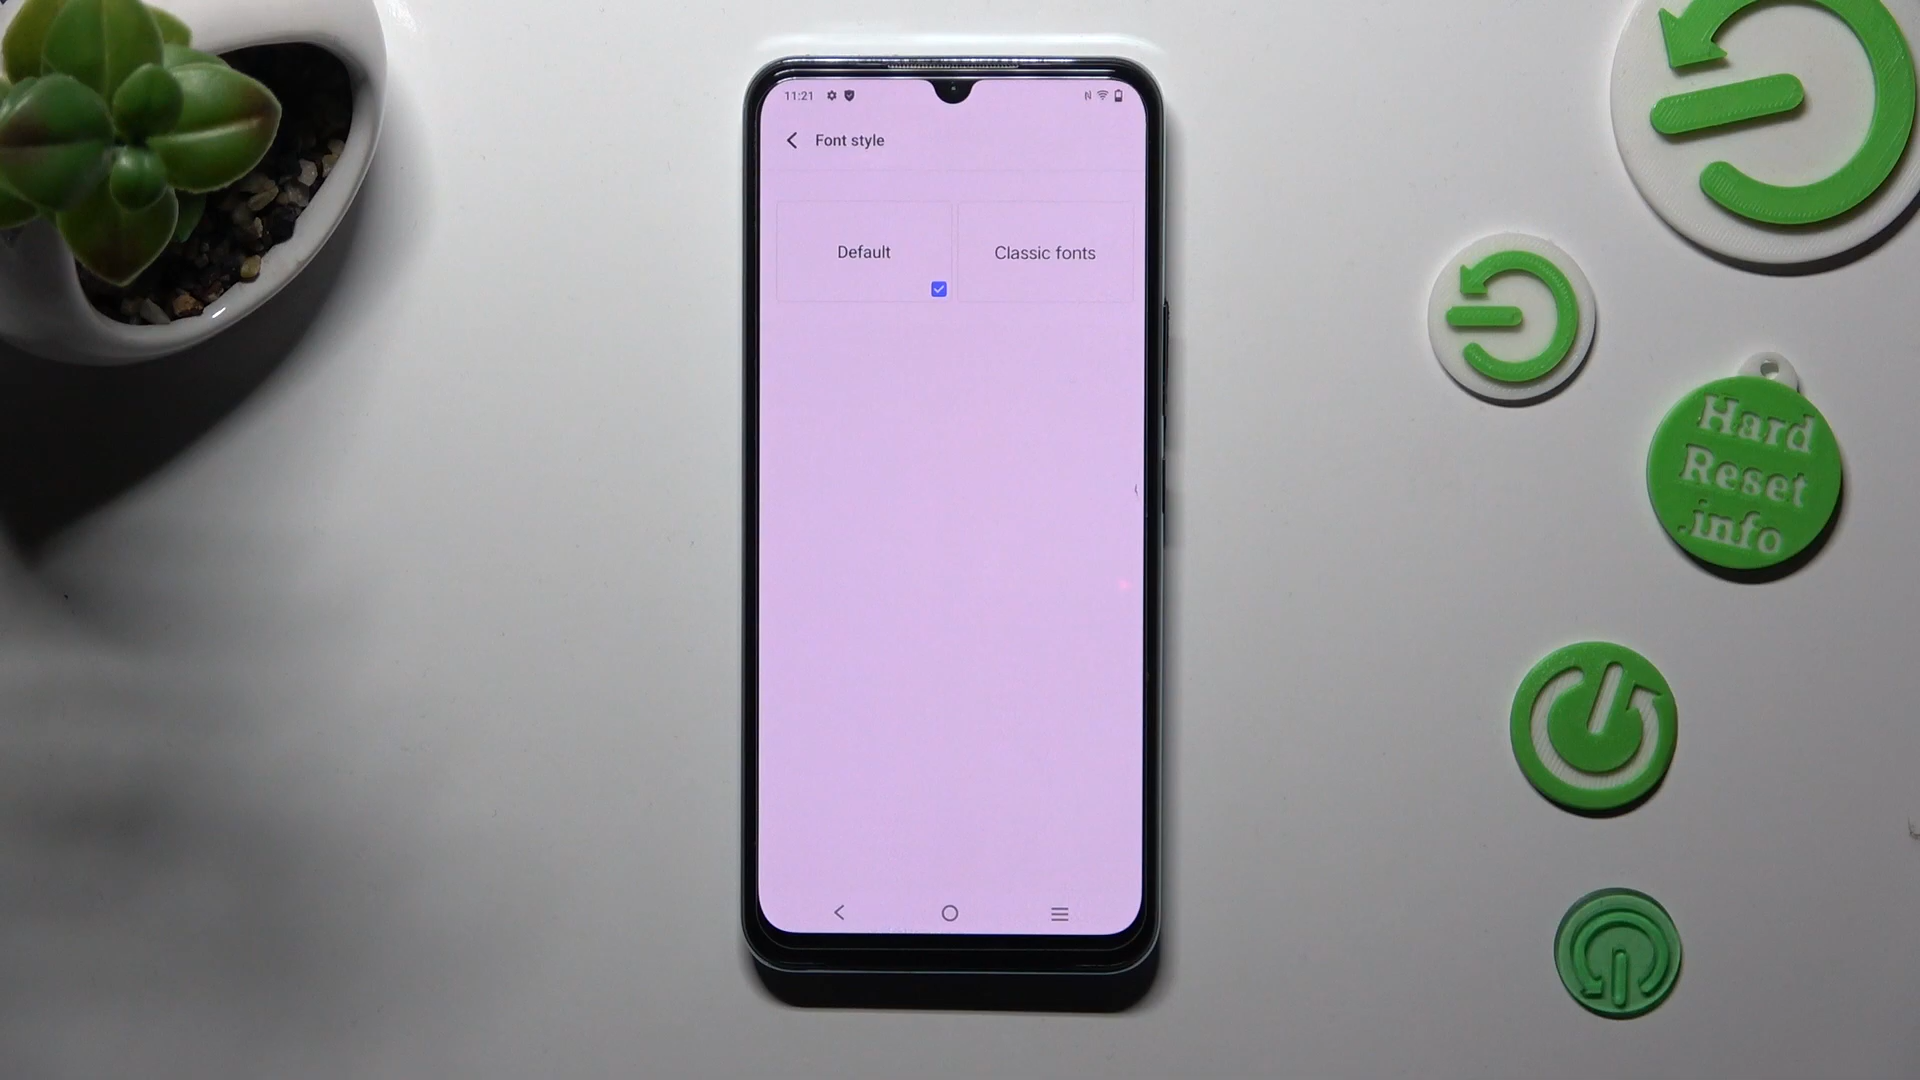 11:21
Font style
Default
Classic fonts
Hard
Reset
.info